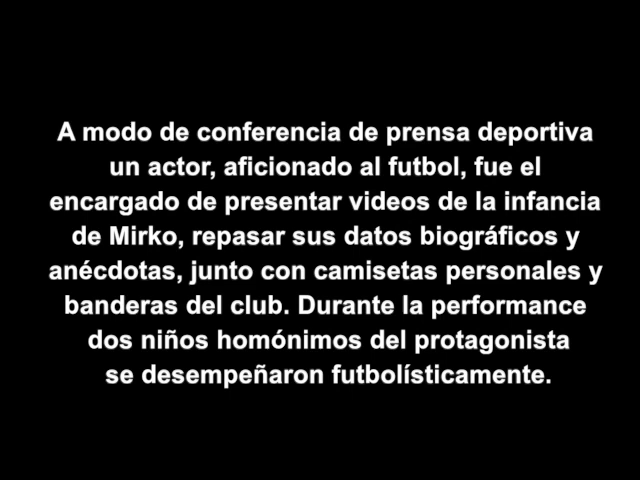 A modo de conferencia de prensa deportiva
un actor, aficionado al futbol, fue el
encargado de presentar videos de la infancia
de Mirko, repasar sus datos biográficos y
anécdotas, junto con camisetas personales y
banderas del club. Durante la performance
dos niños homónimos del protagonista
se desempeñaron futbolísticamente.